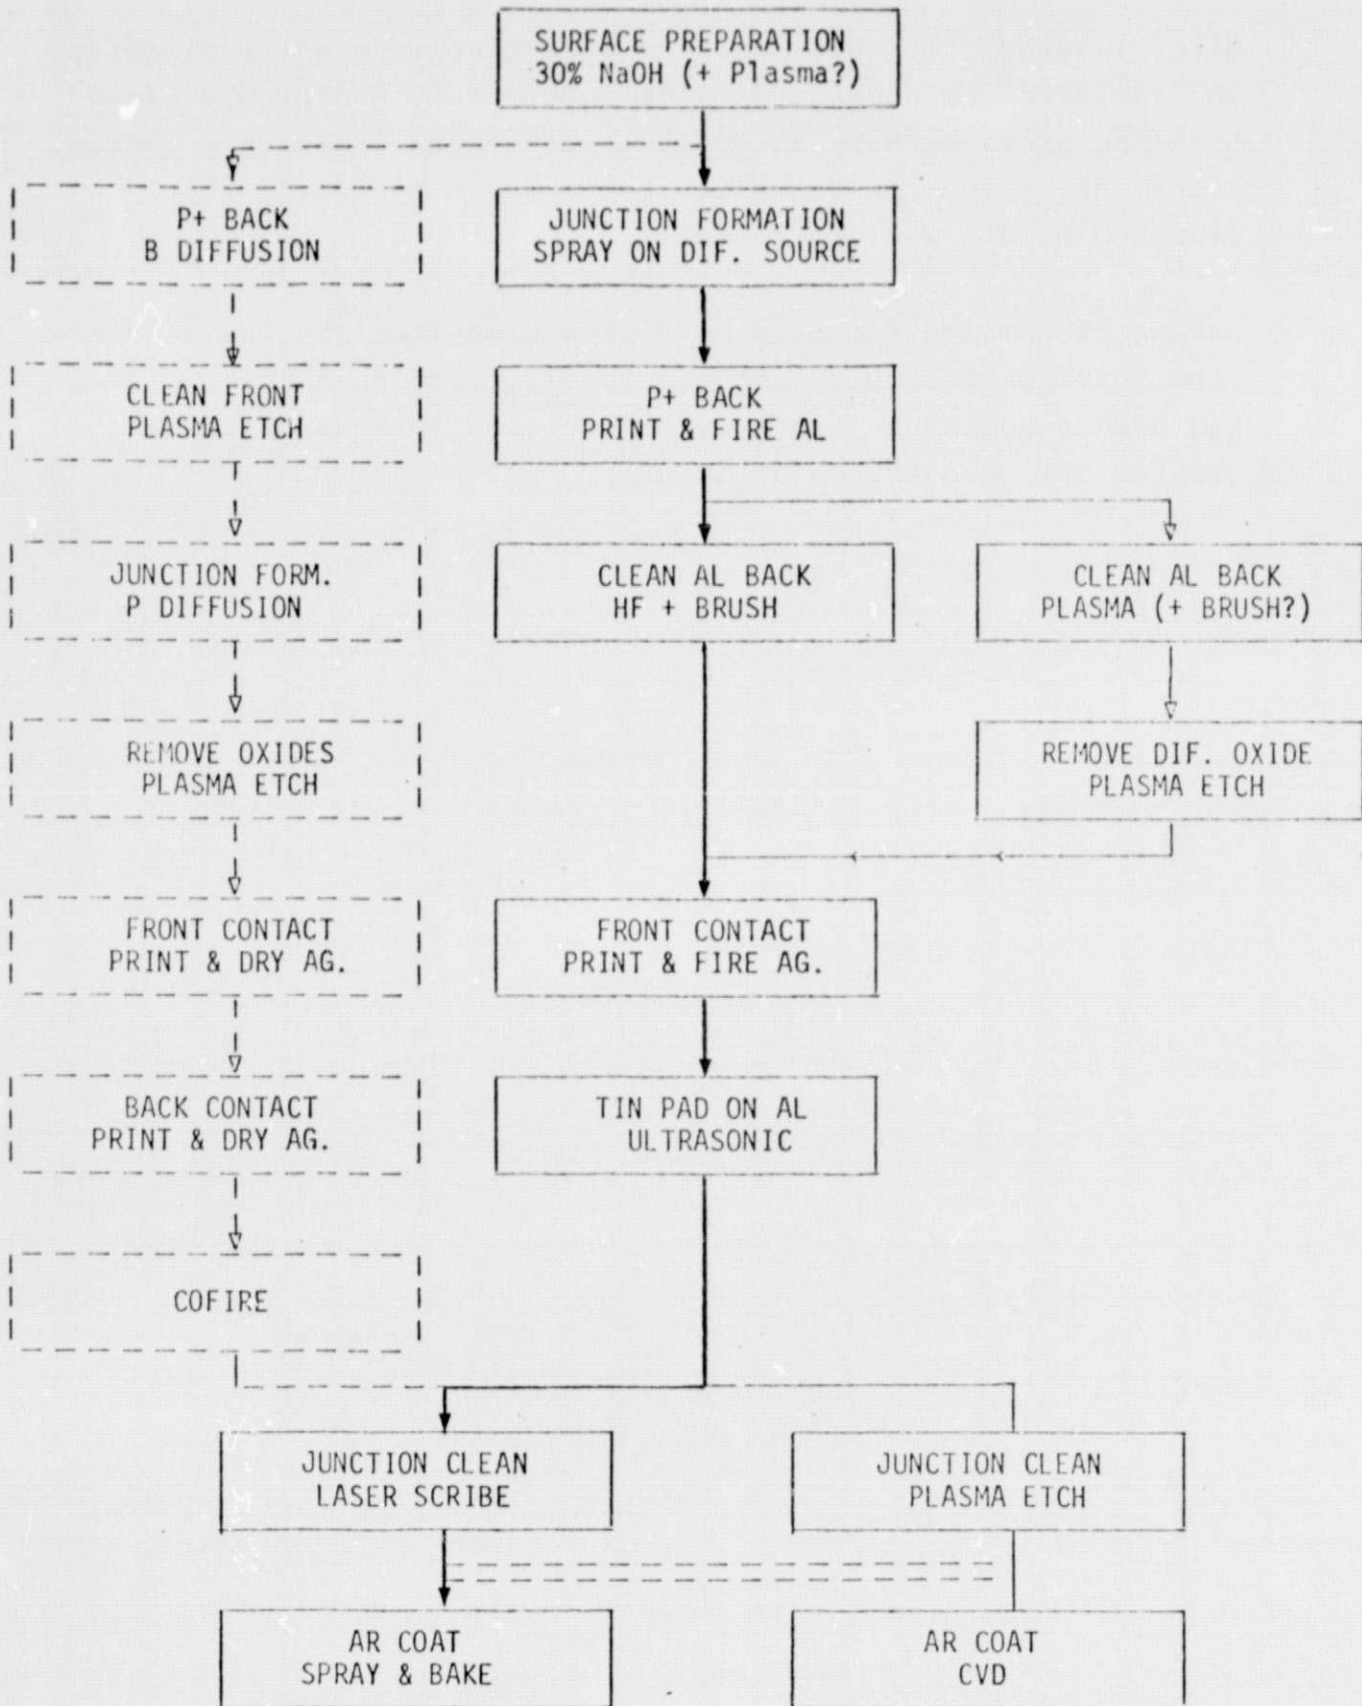 SURFACE PREPARATION
30% NaOH (+ Plasma?)
P+ BACK
B DIFFUSION
JUNCTION FORMATION
SPRAY ON DIF. SOURCE
CLEAN FRONT
PLASMA ETCH
P+ BACK
PRINT & FIRE AL
JUNCTION FORM.
P DIFFUSION
CLEAN AL BACK
HF + BRUSH
CLEAN AL BACK
PLASMA (+ BRUSH?)
REMOVE OXIDES
PLASMA ETCH
REMOVE DIF. OXIDE
PLASMA ETCH
FRONT CONTACT
PRINT & DRY AG.
FRONT CONTACT
PRINT & FIRE AG.
BACK CONTACT
PRINT & DRY AG.
TIN PAD ON AL
ULTRASONIC
COFIRE
JUNCTION CLEAN
LASER SCRIBE
JUNCTION CLEAN
PLASMA ETCH
AR COAT
SPRAY & BAKE
AR COAT
CVD